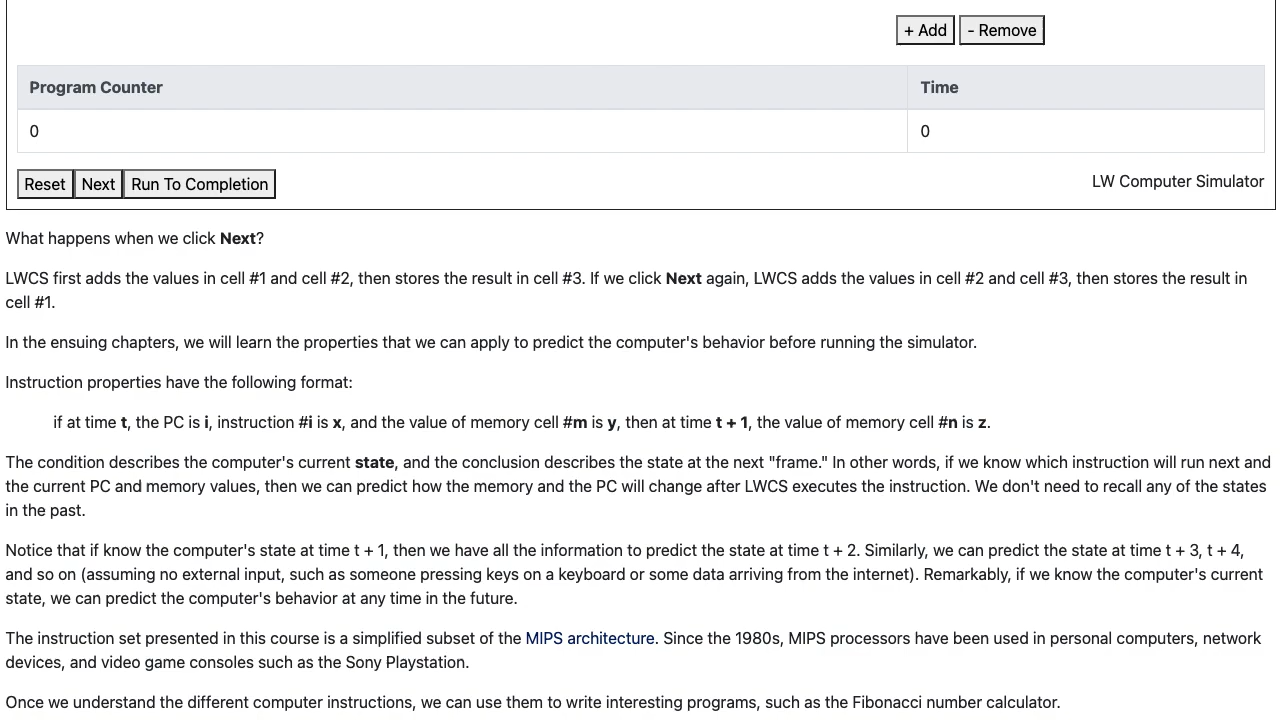 + Add - Remove
Program Counter Time
0 0
Reset Next Run To Completion LW Computer Simulator
What happens when we click Next?
LWCS first adds the values in cell #1 and cell #2, then stores the result in cell #3. If we click Next again, LWCS adds the values in cell #2 and cell #3, then stores the result in
cell #1.
In the ensuing chapters, we will learn the properties that we can apply to predict the computer's behavior before running the simulator.
Instruction properties have the following format:
if at time t, the PC is i, instruction #i is x, and the value of memory cell #m is y, then at time t + 1, the value of memory cell #n is z.
The condition describes the computer's current state, and the conclusion describes the state at the next "frame." In other words, if we know which instruction will run next and
the current PC and memory values, then we can predict how the memory and the PC will change after LWCS executes the instruction. We don't need to recall any of the states
in the past.
Notice that if know the computer's state at time t + 1, then we have all the information to predict the state at time t + 2. Similarly, we can predict the state at time t + 3, t + 4,
and so on (assuming no external input, such as someone pressing keys on a keyboard or some data arriving from the internet). Remarkably, if we know the computer's current
state, we can predict the computer's behavior at any time in the future.
The instruction set presented in this course is a simplified subset of the MIPS architecture. Since the 1980s, MIPS processors have been used in personal computers, network
devices, and video game consoles such as the Sony Playstation.
Once we understand the different computer instructions, we can use them to write interesting programs, such as the Fibonacci number calculator.